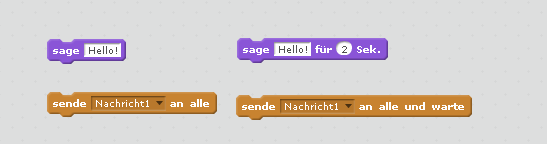 sage Hello!
sage Hello! für 2 Sek.
sende Nachricht1 an alle
sende Nachricht1 an alle und warte